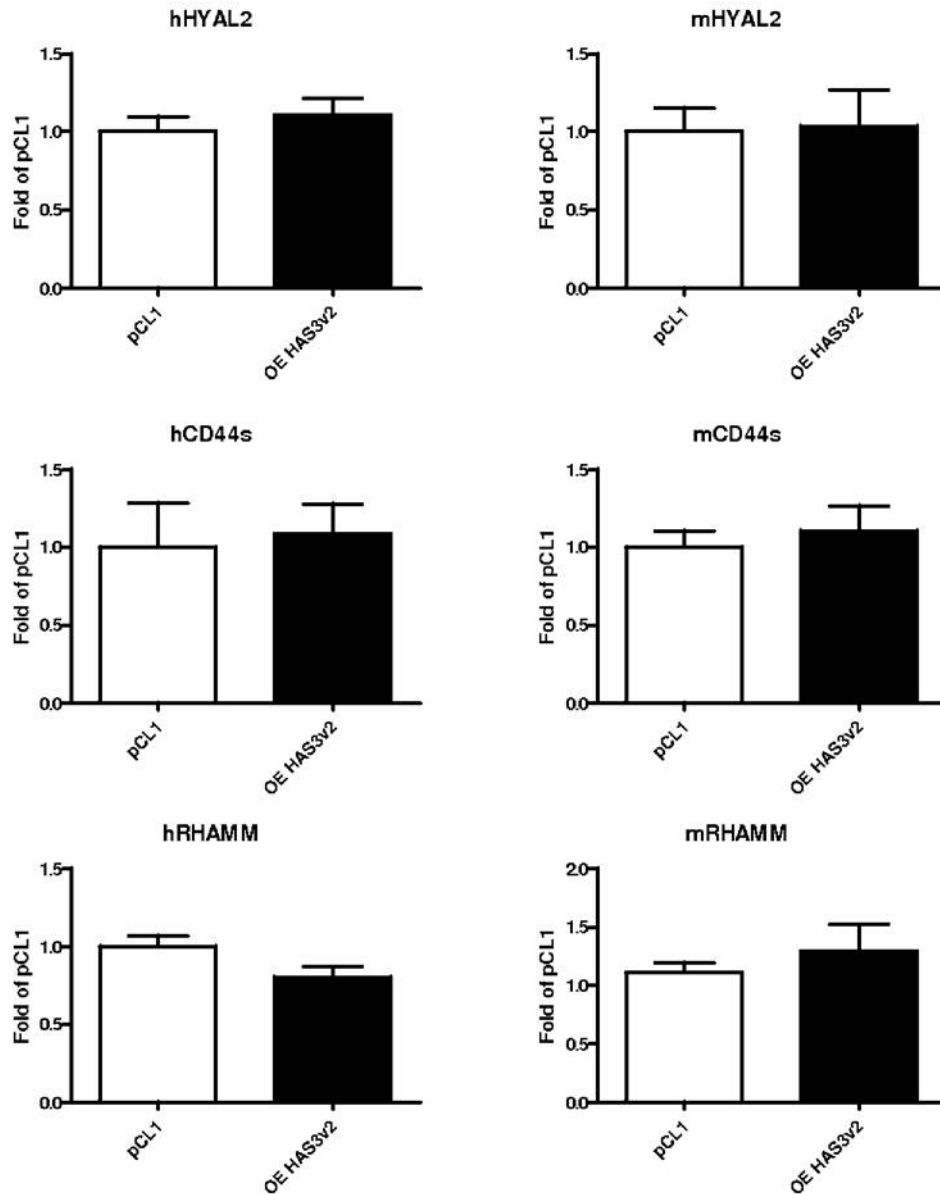 hHYAL2
1.5
1.0
0.5
0.0
Fold of pCL1
pCL1
OE HAS3v2
mHYAL2
1.5
1.0
0.5
0.0
Fold of pCL1
pCL1
OE HAS3v2
hCD44s
1.5
1.0
0.5
0.0
Fold of pCL1
pCL1
OE HAS3v2
mCD44s
1.5
1.0
0.5
0.0
Fold of pCL1
pCL1
OE HAS3v2
hRHAMM
1.5
1.0
0.5
0.0
Fold of pCL1
pCL1
OE HAS3v2
mRHAMM
2.0
1.5
1.0
0.5
0.0
Fold of pCL1
pCL1
OE HAS3v2